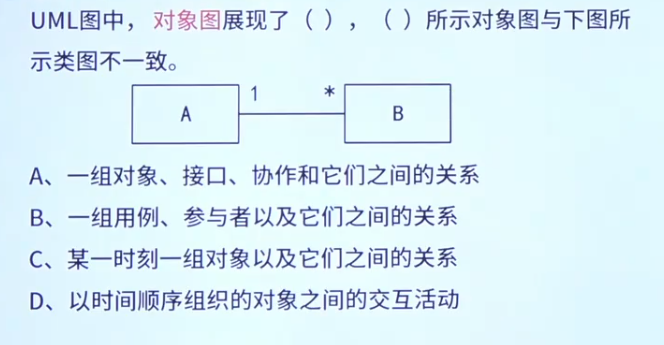 UML图中，对象图展现了（ ），（ ）所示对象图与下图所
示类图不一致。
1 *
A B
A、一组对象、接口、协作和它们之间的关系
B、一组用例、参与者以及它们之间的关系
C、某一时刻一组对象以及它们之间的关系
D、以时间顺序组织的对象之间的交互活动